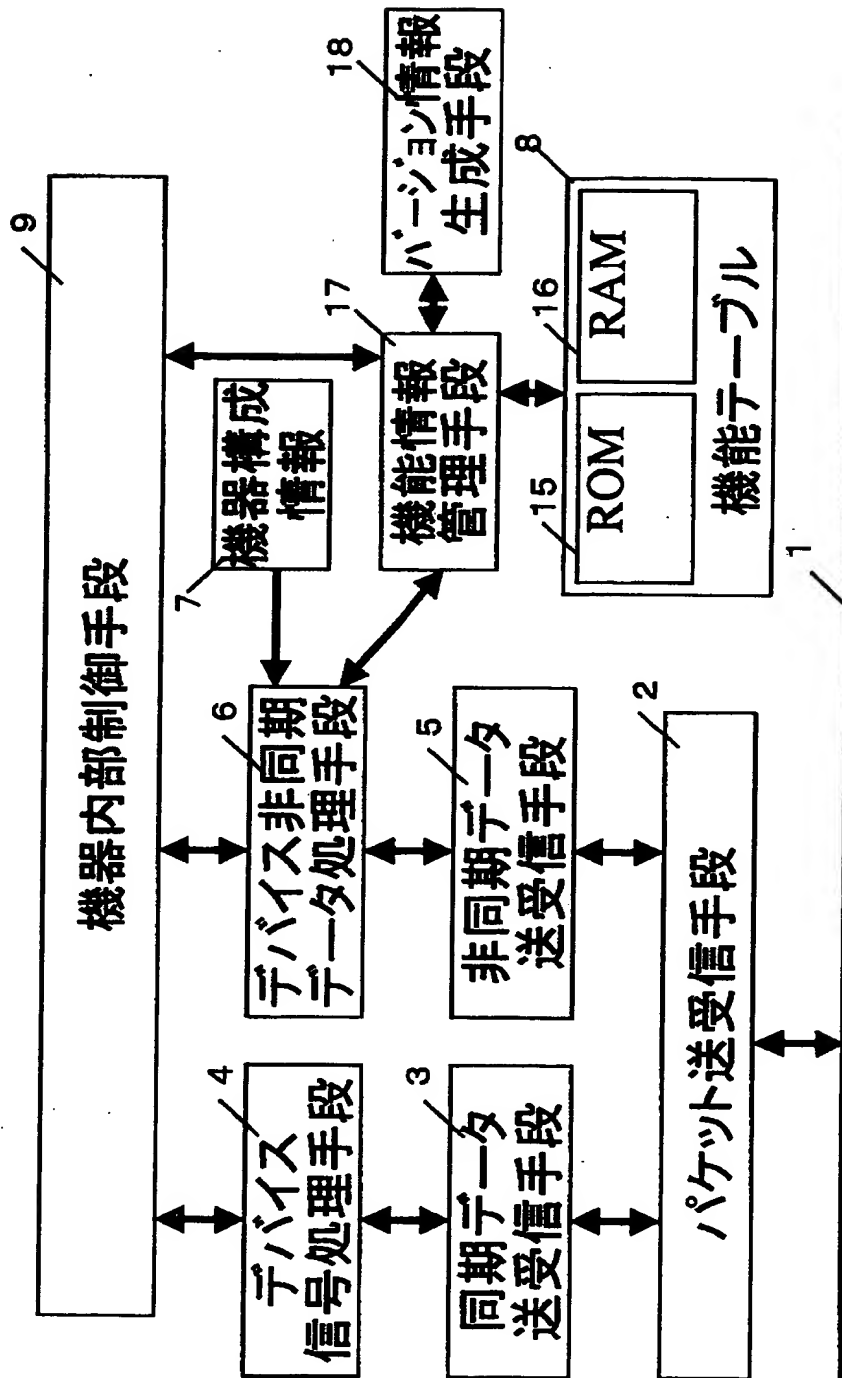 9
機器内部制御手段
4
デバイス
信号処理手段
6
デバイス非同期
データ処理手段
7
機器構成
情報
17
機能情報
管理手段
18
バージョン情報
生成手段
3
同期データ
送受信手段
5
非同期データ
送受信手段
8
15
ROM
16
RAM
機能テーブル
2
パケット送受信手段
1